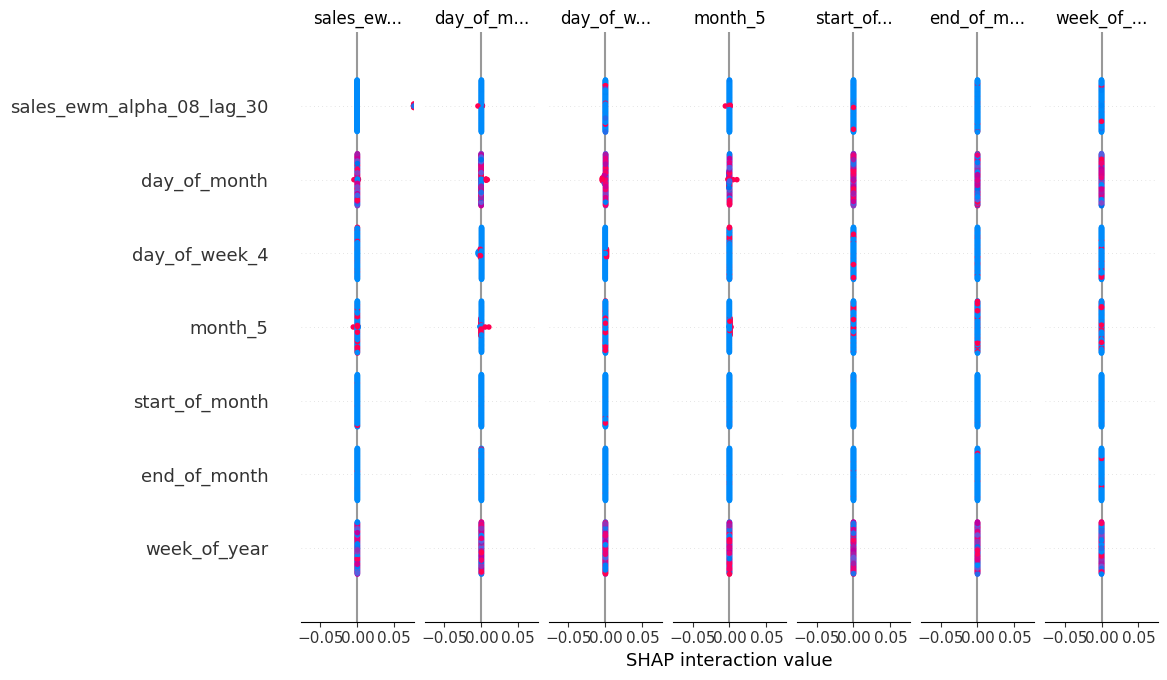 sales_ew... day_of_m... day_of_w... month_5 start_of... end_of_m... week_of_...
sales_ewm_alpha_08_lag_30
day_of_month
day_of_week_4
month_5
start_of_month
end_of_month
week_of_year
−0.05 0.00 0.05 −0.05 0.00 0.05 −0.05 0.00 0.05 −0.05 0.00 0.05 −0.05 0.00 0.05 −0.05 0.00 0.05 −0.05 0.00 0.05
SHAP interaction value